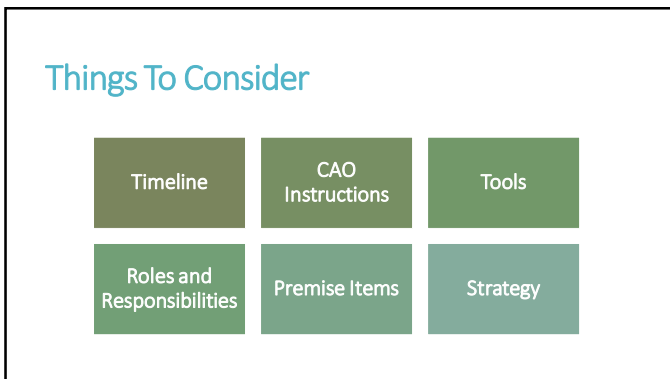 Things To Consider
Timeline
CAO
Instructions
Tools
Roles and
Responsibilities
Premise Items
Strategy